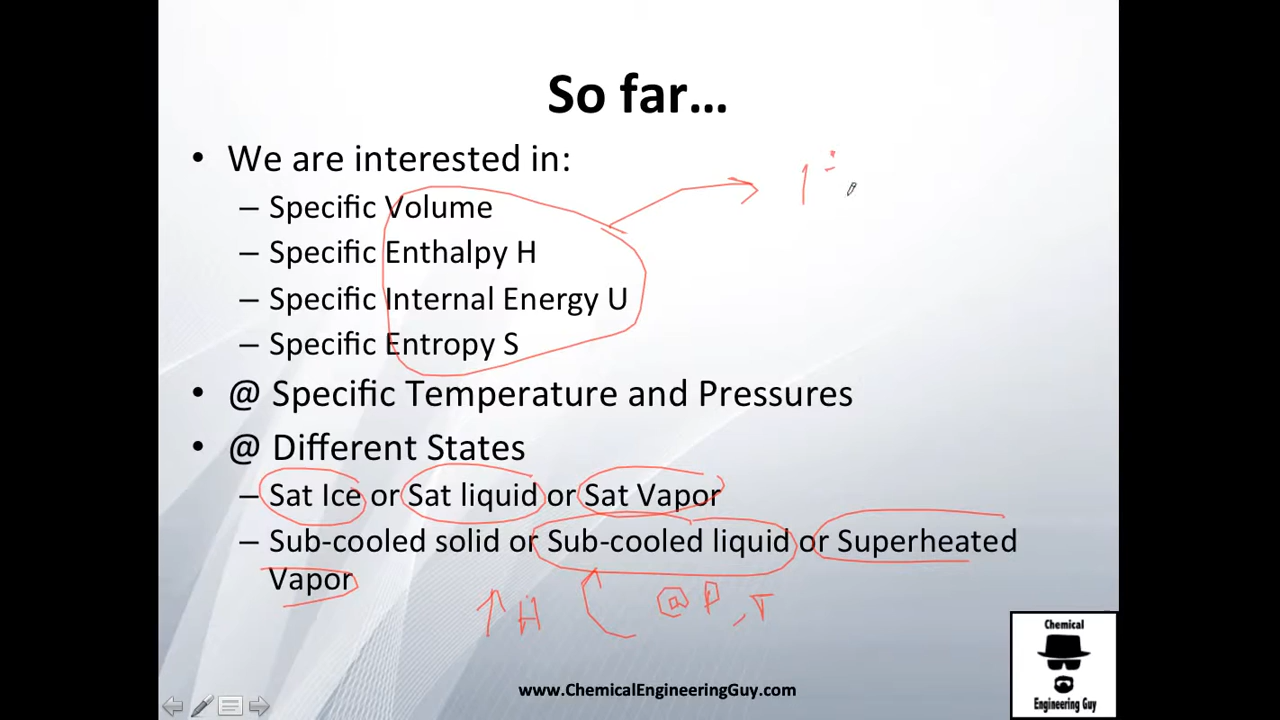 So far...
• We are interested in:
– Specific Volume
– Specific Enthalpy H
– Specific Internal Energy U
– Specific Entropy S
• @ Specific Temperature and Pressures
• @ Different States
– Sat Ice or Sat liquid or Sat Vapor
– Sub-cooled solid or Sub-cooled liquid or Superheated
Vapor
↑ H @ P, T
www.ChemicalEngineeringGuy.com
Chemical
Engineering Guy